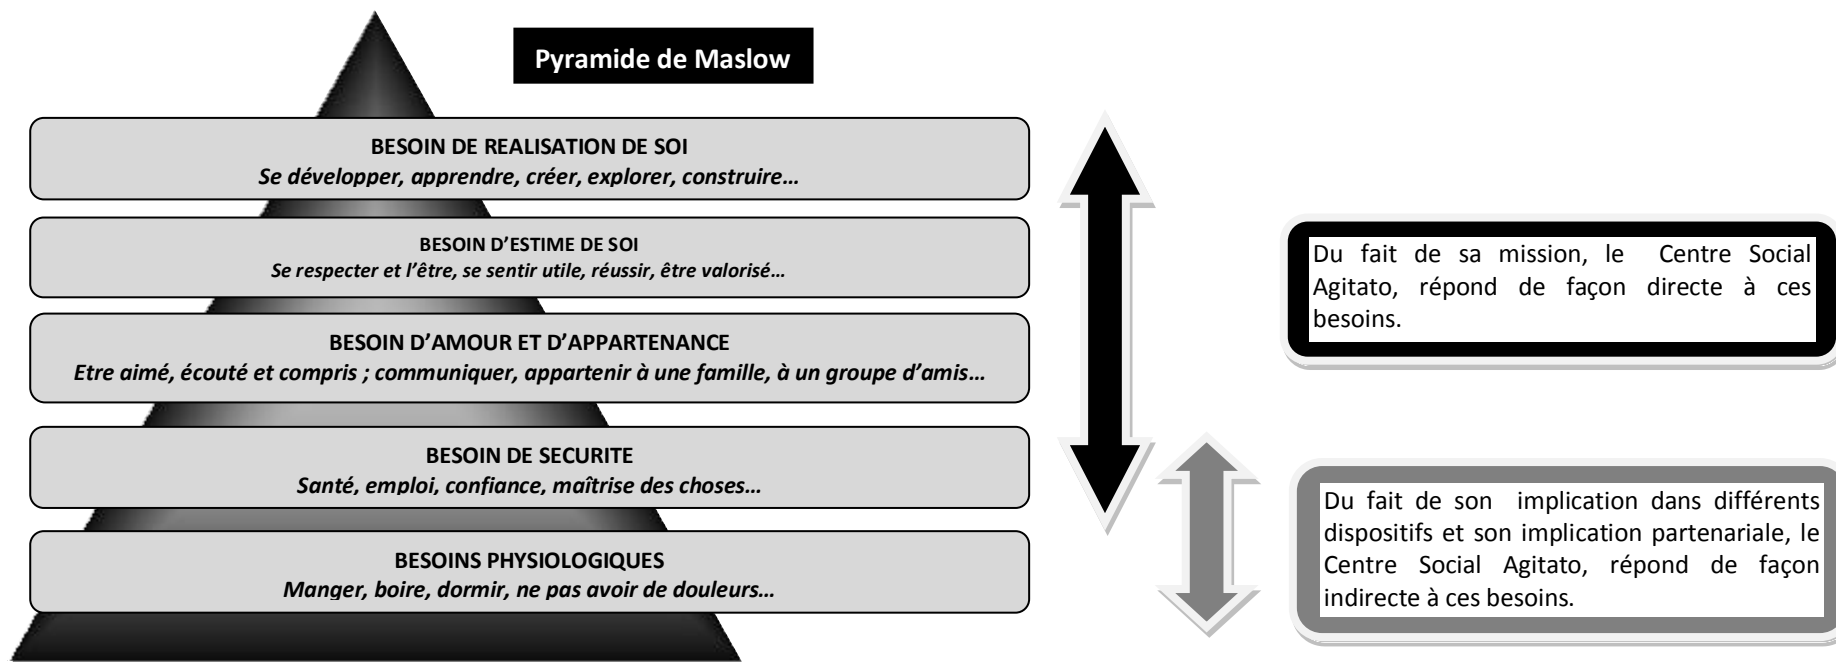 Pyramide de Maslow
BESOIN DE REALISATION DE SOI
Se développer, apprendre, créer, explorer, construire…
BESOIN D’ESTIME DE SOI
Se respecter et l’être, se sentir utile, réussir, être valorisé…
BESOIN D’AMOUR ET D’APPARTENANCE
Etre aimé, écouté et compris ; communiquer, appartenir à une famille, à un groupe d’amis…
BESOIN DE SECURITE
Santé, emploi, confiance, maîtrise des choses…
BESOINS PHYSIOLOGIQUES
Manger, boire, dormir, ne pas avoir de douleurs…
Du fait de sa mission, le Centre Social
Agitato, répond de façon directe à ces
besoins.
Du fait de son implication dans différents
dispositifs et son implication partenariale, le
Centre Social Agitato, répond de façon
indirecte à ces besoins.